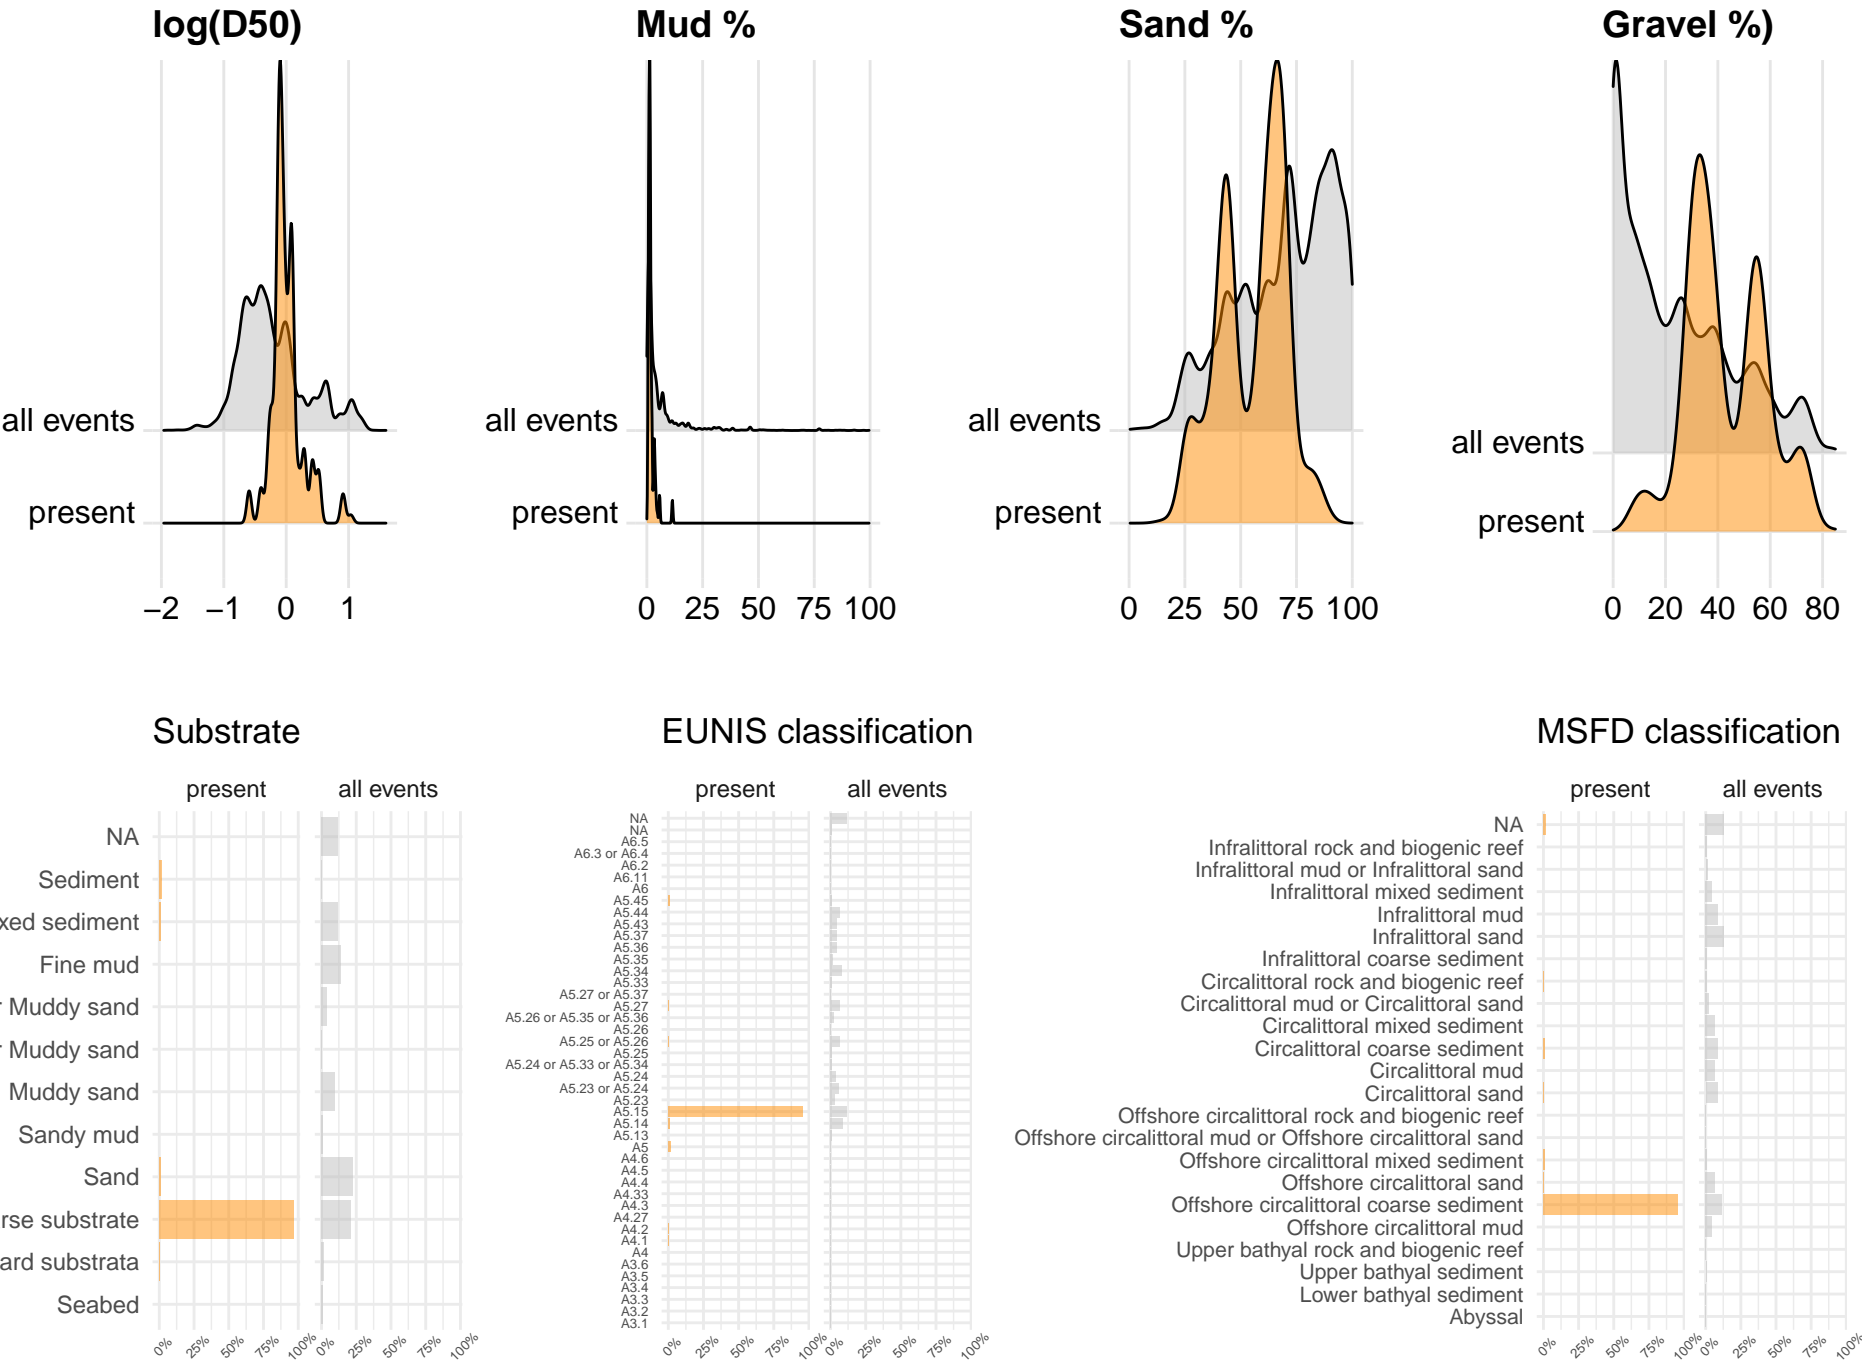 log(D50)
Mud %
Sand %
Gravel %)
all events
present
−2 −1 0 1
all events
present
0 25 50 75 100
all events
present
0 25 50 75 100
all events
present
0 20 40 60 80
Substrate
present all events
NA
Sediment
xed sediment
Fine mud
r Muddy sand
r Muddy sand
Muddy sand
Sandy mud
Sand
rse substrate
ard substrata
Seabed
0% 25% 50% 75% 100% 0% 25% 50% 75% 100%
EUNIS classification
present all events
NA
NA
A6.5
A6.3 or A6.4
A6.2
A6.11
A6
A5.45
A5.44
A5.43
A5.37
A5.36
A5.35
A5.34
A5.33
A5.27 or A5.37
A5.27
A5.26 or A5.35 or A5.36
A5.26
A5.25 or A5.26
A5.25
A5.24 or A5.33 or A5.34
A5.24
A5.23 or A5.24
A5.23
A5.15
A5.14
A5.13
A5
A4.6
A4.5
A4.4
A4.33
A4.3
A4.27
A4.2
A4.1
A4
A3.6
A3.5
A3.4
A3.3
A3.2
A3.1
0% 25% 50% 75% 100% 0% 25% 50% 75% 100%
MSFD classification
present all events
NA
Infralittoral rock and biogenic reef
Infralittoral mud or Infralittoral sand
Infralittoral mixed sediment
Infralittoral mud
Infralittoral sand
Infralittoral coarse sediment
Circalittoral rock and biogenic reef
Circalittoral mud or Circalittoral sand
Circalittoral mixed sediment
Circalittoral coarse sediment
Circalittoral mud
Circalittoral sand
Offshore circalittoral rock and biogenic reef
Offshore circalittoral mud or Offshore circalittoral sand
Offshore circalittoral mixed sediment
Offshore circalittoral sand
Offshore circalittoral coarse sediment
Offshore circalittoral mud
Upper bathyal rock and biogenic reef
Upper bathyal sediment
Lower bathyal sediment
Abyssal
0% 25% 50% 75% 100% 0% 25% 50% 75% 100%